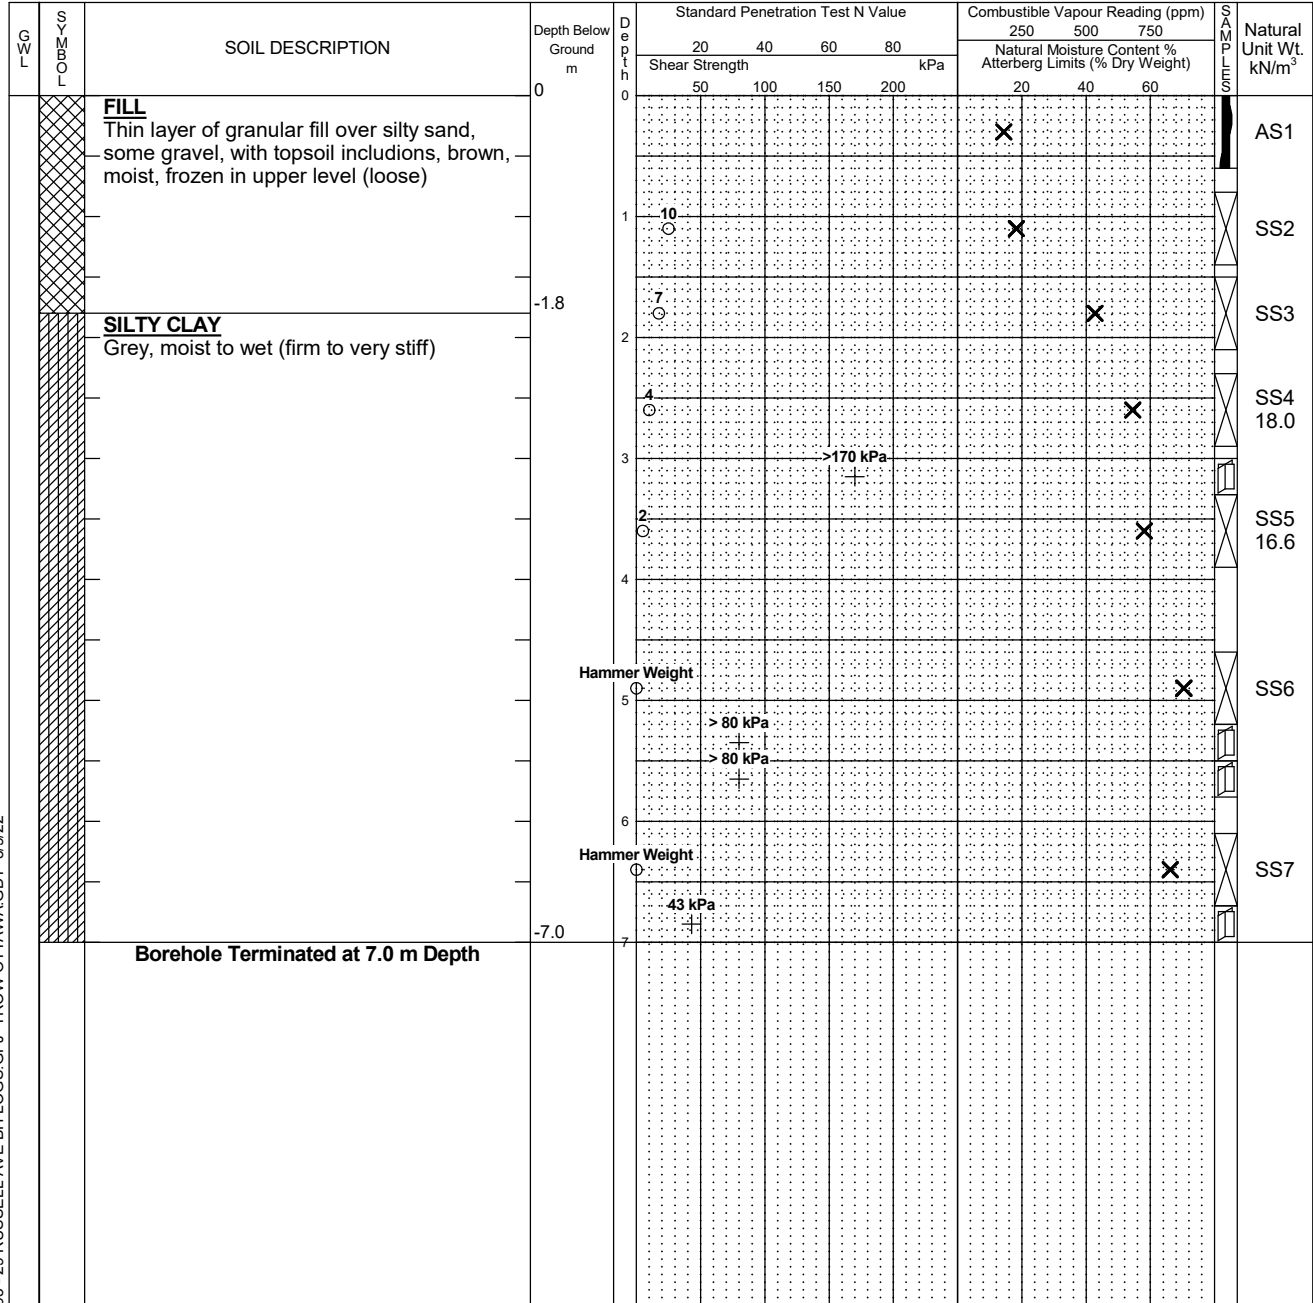 GWL
SYMBOL
SOIL DESCRIPTION
Depth Below
Ground
m
Depth
Standard Penetration Test N Value
20 40 60 80
Shear Strength kPa
50 100 150 200
Combustible Vapour Reading (ppm)
250 500 750
Natural Moisture Content %
Atterberg Limits (% Dry Weight)
20 40 60
SAMPLES
Natural
Unit Wt.
kN/m³
0
0
FILL
Thin layer of granular fill over silty sand,
some gravel, with topsoil includions, brown,
moist, frozen in upper level (loose)
AS1
1
10
SS2
-1.8
7
SS3
SILTY CLAY
Grey, moist to wet (firm to very stiff)
2
4
SS4
18.0
3
>170 kPa
2
SS5
16.6
4
Hammer Weight
SS6
5
> 80 kPa
> 80 kPa
6
Hammer Weight
SS7
43 kPa
-7.0
7
Borehole Terminated at 7.0 m Depth